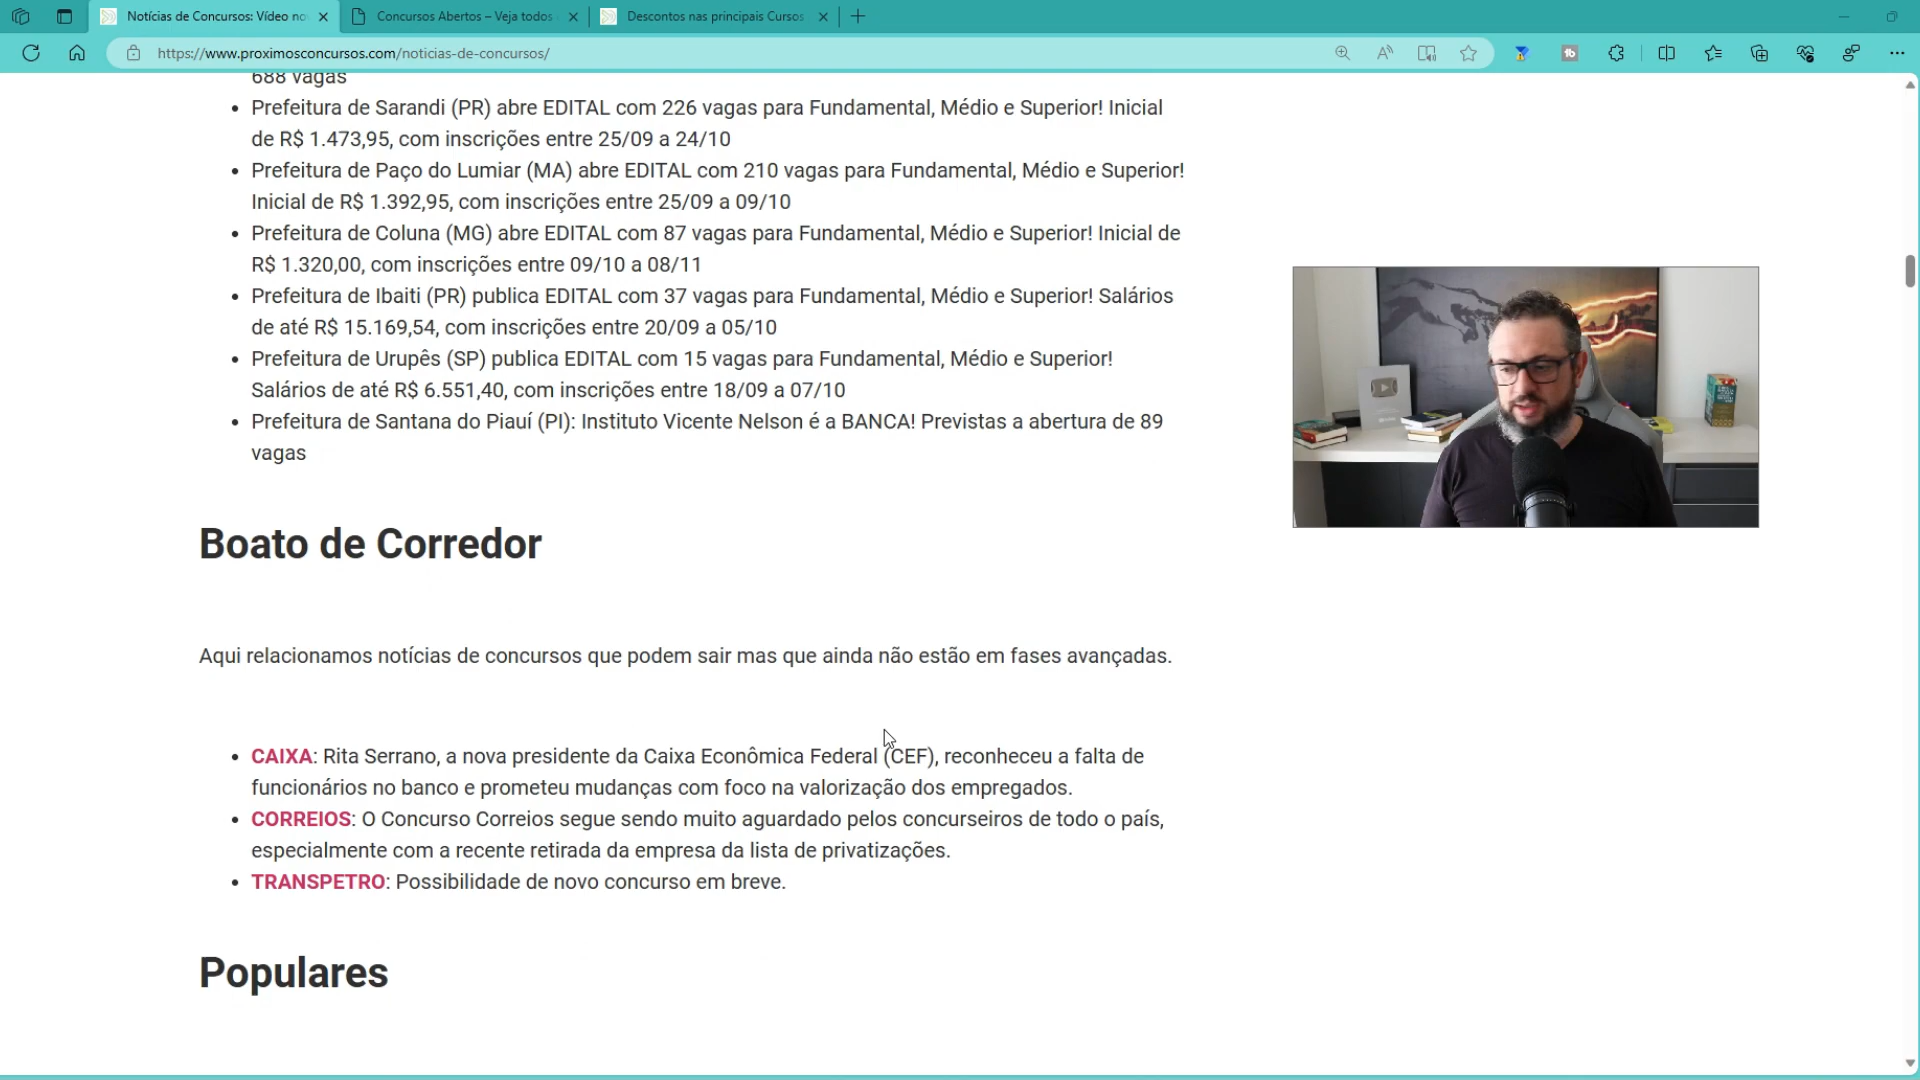 Notícias de Concursos: Vídeo no
Concursos Abertos – Veja todos
Descontos nas principais Cursos
https://www.proximosconcursos.com/noticias-de-concursos/
688 vagas
• Prefeitura de Sarandi (PR) abre EDITAL com 226 vagas para Fundamental, Médio e Superior! Inicial
de R$ 1.473,95, com inscrições entre 25/09 a 24/10
• Prefeitura de Paço do Lumiar (MA) abre EDITAL com 210 vagas para Fundamental, Médio e Superior!
Inicial de R$ 1.392,95, com inscrições entre 25/09 a 09/10
• Prefeitura de Coluna (MG) abre EDITAL com 87 vagas para Fundamental, Médio e Superior! Inicial de
R$ 1.320,00, com inscrições entre 09/10 a 08/11
• Prefeitura de Ibaiti (PR) publica EDITAL com 37 vagas para Fundamental, Médio e Superior! Salários
de até R$ 15.169,54, com inscrições entre 20/09 a 05/10
• Prefeitura de Urupês (SP) publica EDITAL com 15 vagas para Fundamental, Médio e Superior!
Salários de até R$ 6.551,40, com inscrições entre 18/09 a 07/10
• Prefeitura de Santana do Piauí (PI): Instituto Vicente Nelson é a BANCA! Previstas a abertura de 89
vagas
Boato de Corredor
Aqui relacionamos notícias de concursos que podem sair mas que ainda não estão em fases avançadas.
• CAIXA: Rita Serrano, a nova presidente da Caixa Econômica Federal (CEF), reconheceu a falta de
funcionários no banco e prometeu mudanças com foco na valorização dos empregados.
• CORREIOS: O Concurso Correios segue sendo muito aguardado pelos concurseiros de todo o país,
especialmente com a recente retirada da empresa da lista de privatizações.
• TRANSPETRO: Possibilidade de novo concurso em breve.
Populares